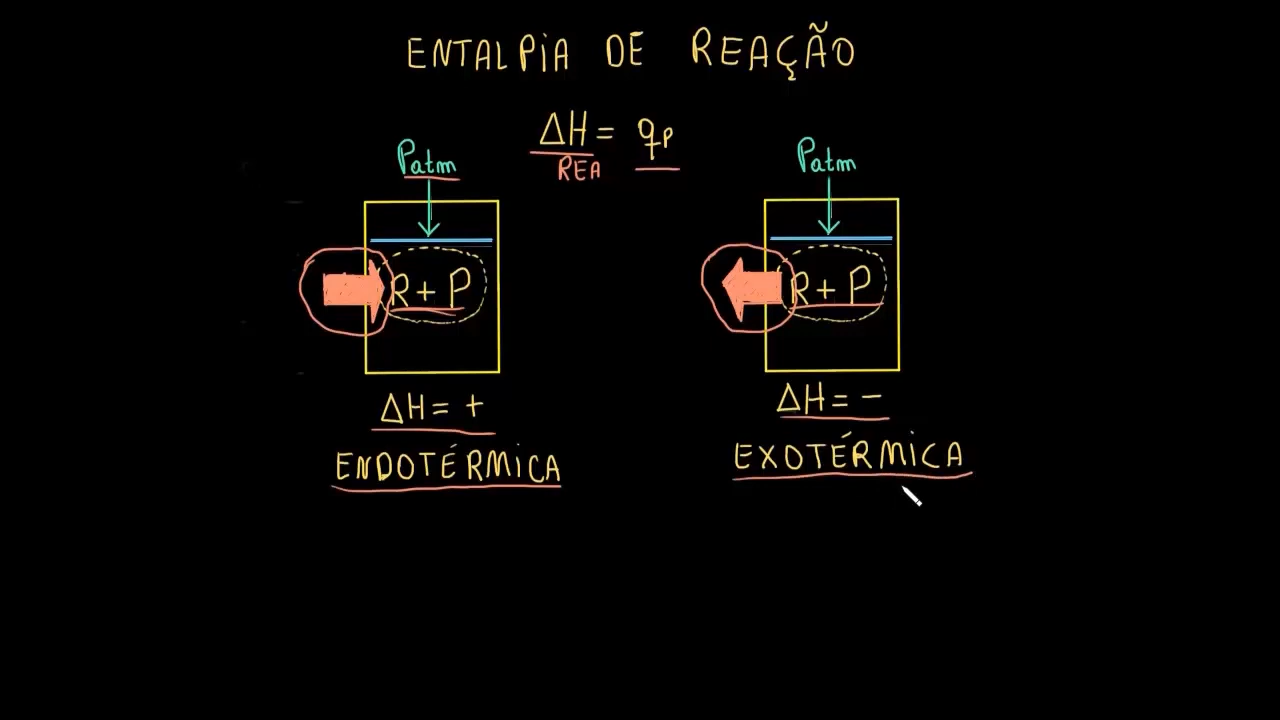 ENTALPIA DE REAÇÃO
ΔH = qP
REA
Patm
R + P
ΔH = +
ENDOTÉRMICA
Patm
R + P
ΔH = -
EXOTÉRMICA